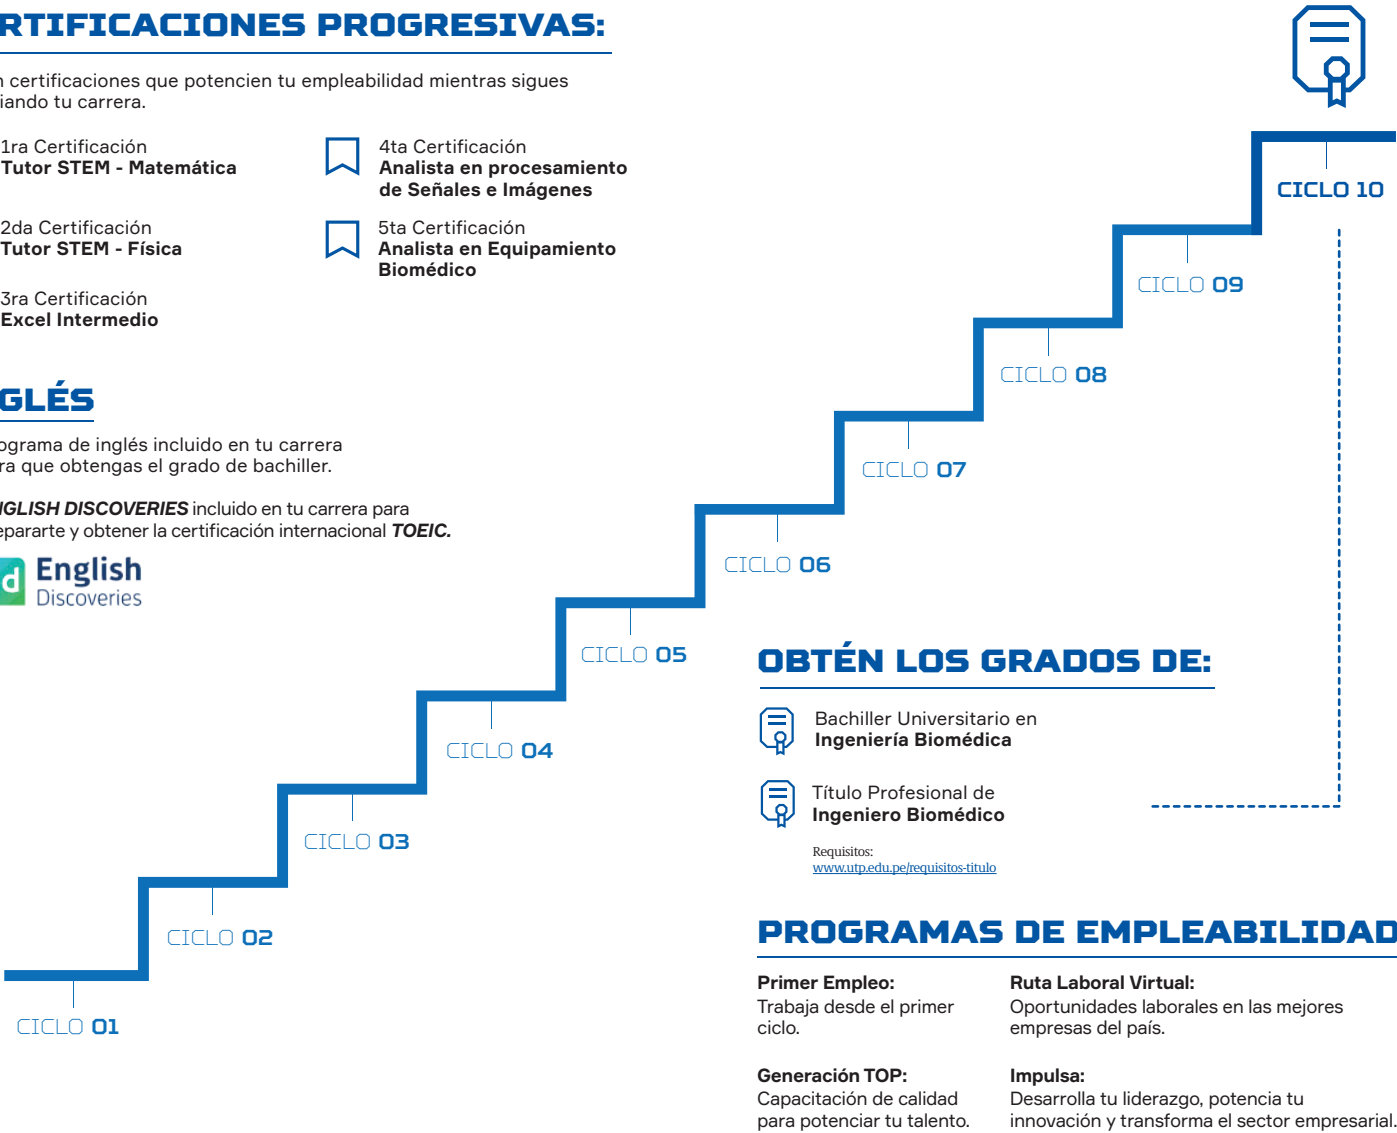 RTIFICACIONES PROGRESIVAS:
n certificaciones que potencien tu empleabilidad mientras sigues
iando tu carrera.
1ra Certificación
Tutor STEM - Matemática
2da Certificación
Tutor STEM - Física
3ra Certificación
Excel Intermedio
4ta Certificación
Analista en procesamiento
de Señales e Imágenes
5ta Certificación
Analista en Equipamiento
Biomédico
GLÉS
ograma de inglés incluido en tu carrera
ra que obtengas el grado de bachiller.
NGLISH DISCOVERIES incluido en tu carrera para
epararte y obtener la certificación internacional TOEIC.
d English
Discoveries
CICLO 10
CICLO 09
CICLO 08
CICLO 07
CICLO 06
CICLO 05
CICLO 04
CICLO 03
CICLO 02
CICLO 01
OBTÉN LOS GRADOS DE:
Bachiller Universitario en
Ingeniería Biomédica
Título Profesional de
Ingeniero Biomédico
Requisitos:
www.utp.edu.pe/requisitos-titulo
PROGRAMAS DE EMPLEABILIDAD
Primer Empleo:
Trabaja desde el primer
ciclo.
Ruta Laboral Virtual:
Oportunidades laborales en las mejores
empresas del país.
Generación TOP:
Capacitación de calidad
para potenciar tu talento.
Impulsa:
Desarrolla tu liderazgo, potencia tu
innovación y transforma el sector empresarial.